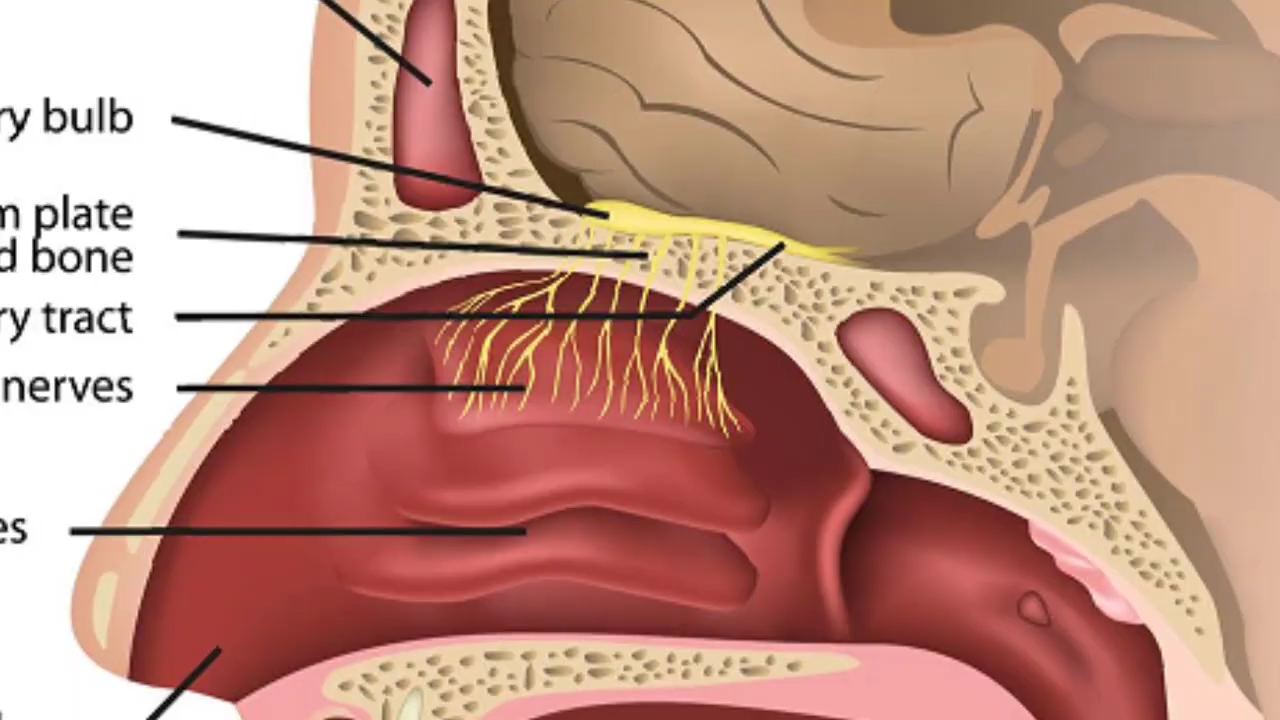 ry bulb
m plate
d bone
ry tract
nerves
es